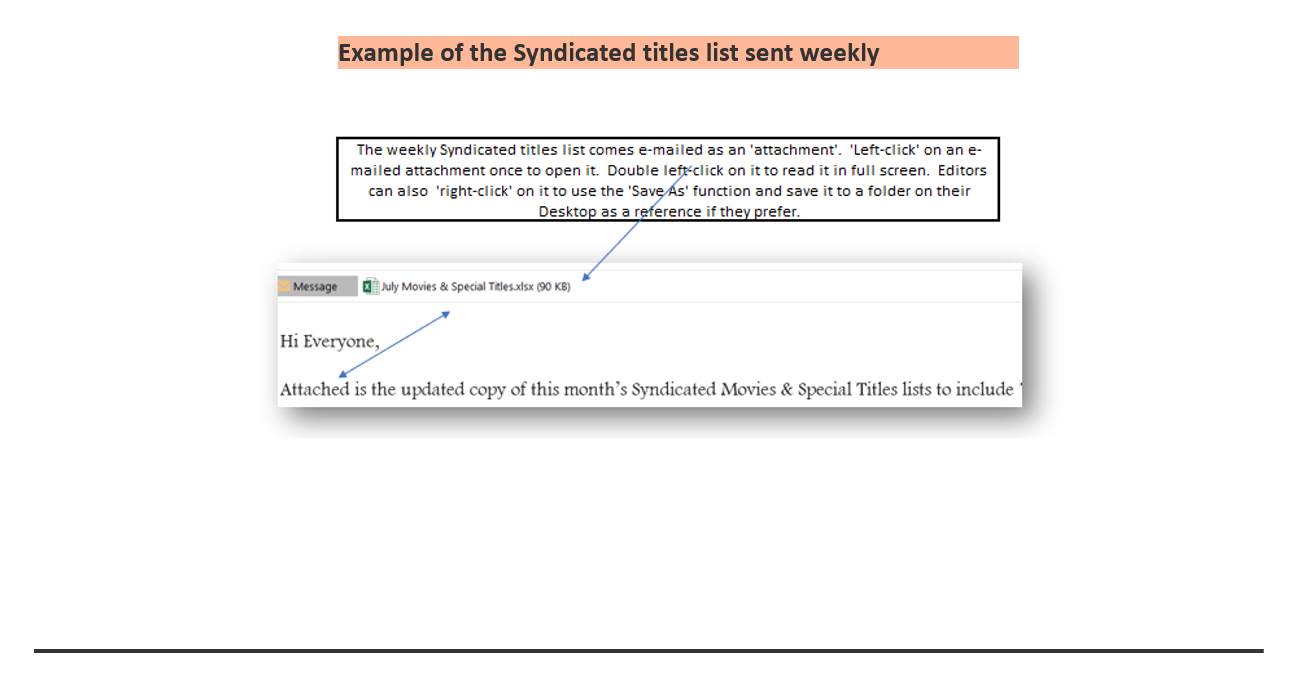 Example of the Syndicated titles list sent weekly
The weekly Syndicated titles list comes e-mailed as an 'attachment'.  'Left-click' on an e-
mailed attachment once to open it.  Double left-click on it to read it in full screen.  Editors
can also  'right-click' on it to use the 'Save As' function and save it to a folder on their
Desktop as a reference if they prefer.
Message
July Movies & Special Titles.xlsx (90 KB)
Hi Everyone,
Attached is the updated copy of this month's Syndicated Movies & Special Titles lists to include